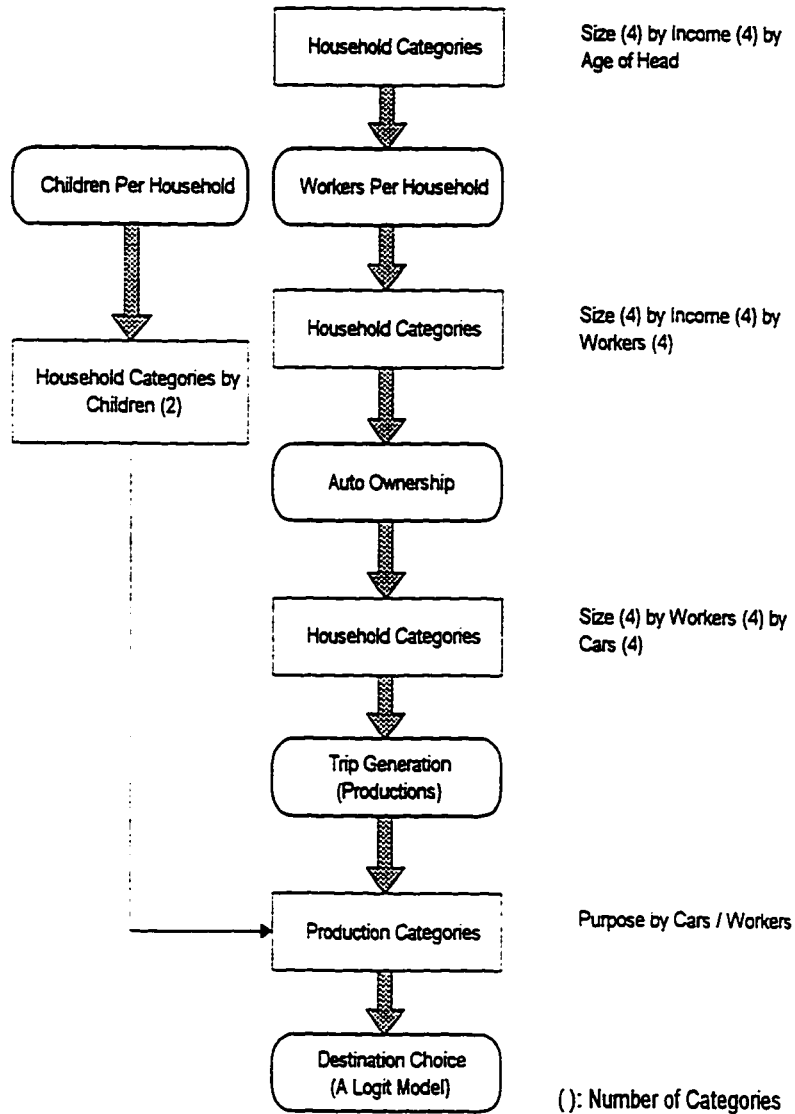 Household Categories
Size (4) by Income (4) by
Age of Head
Children Per Household
Workers Per Household
Household Categories
Size (4) by Income (4) by
Workers (4)
Household Categories by
Children (2)
Auto Ownership
Household Categories
Size (4) by Workers (4) by
Cars (4)
Trip Generation
(Productions)
Production Categories
Purpose by Cars / Workers
Destination Choice
(A Logit Model)
( ): Number of Categories